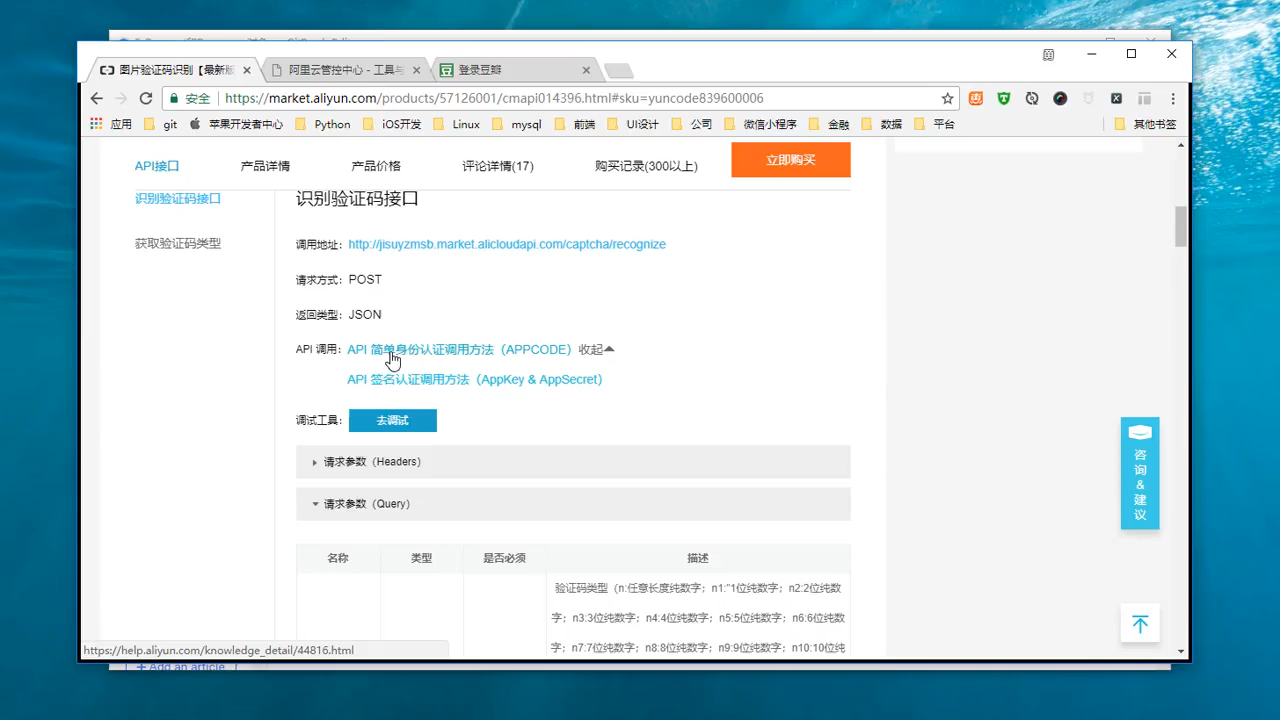 图片验证码识别【最新版
阿里云管控中心 - 工具与
登录豆瓣
安全
https://market.aliyun.com/products/57126001/cmapi014396.html#sku=yuncode839600006
应用 git 苹果开发者中心 Python iOS开发 Linux mysql 前端 UI设计 公司 微信小程序 金融 数据 平台 其他书签
API接口 产品详情 产品价格 评论详情(17) 购买记录(300以上) 立即购买
识别验证码接口
获取验证码类型
识别验证码接口
调用地址: http://jisuyzmsb.market.alicloudapi.com/captcha/recognize
请求方式: POST
返回类型: JSON
API 调用: API 简单身份认证调用方法（APPCODE） 收起
API 签名认证调用方法（AppKey & AppSecret）
调试工具: 去调试
请求参数（Headers）
请求参数（Query）
名称 类型 是否必须 描述
验证码类型（n:任意长度纯数字；n1:"1位纯数字；n2:2位纯数
字；n3:3位纯数字；n4:4位纯数字；n5:5位纯数字；n6:6位纯数
字；n7:7位纯数字；n8:8位纯数字；n9:9位纯数字；n10:10位纯
咨
询
&
建
议
https://help.aliyun.com/knowledge_detail/44816.html
+ Add an article